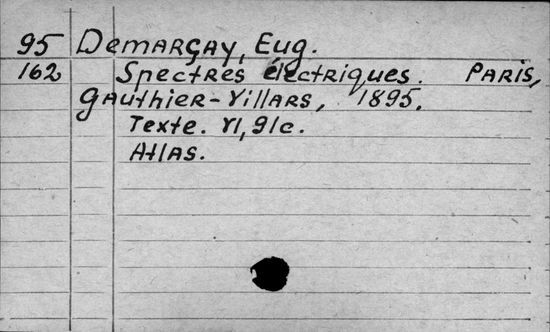 95 Demarçay, Eug.
162 Spectres électriques. Paris,
Gauthier-Villars, 1895.
Texte. VI, 91c.
Atlas.